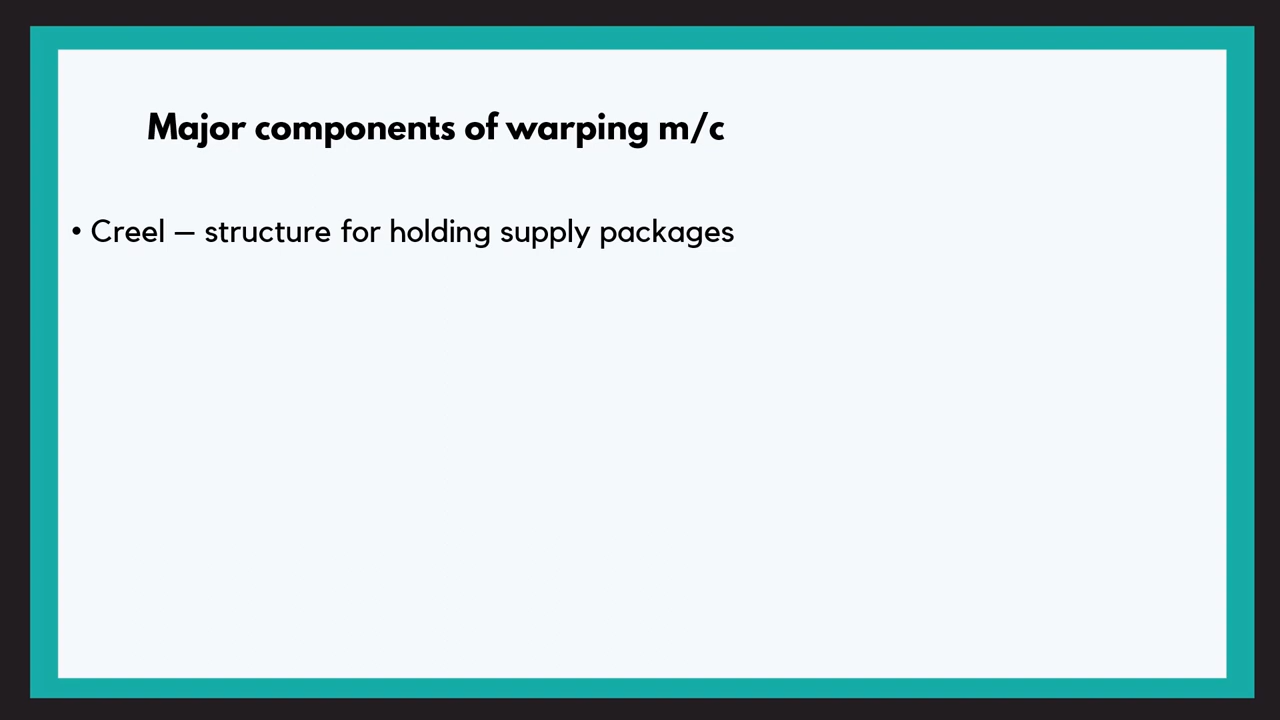 Major components of warping m/c
• Creel – structure for holding supply packages